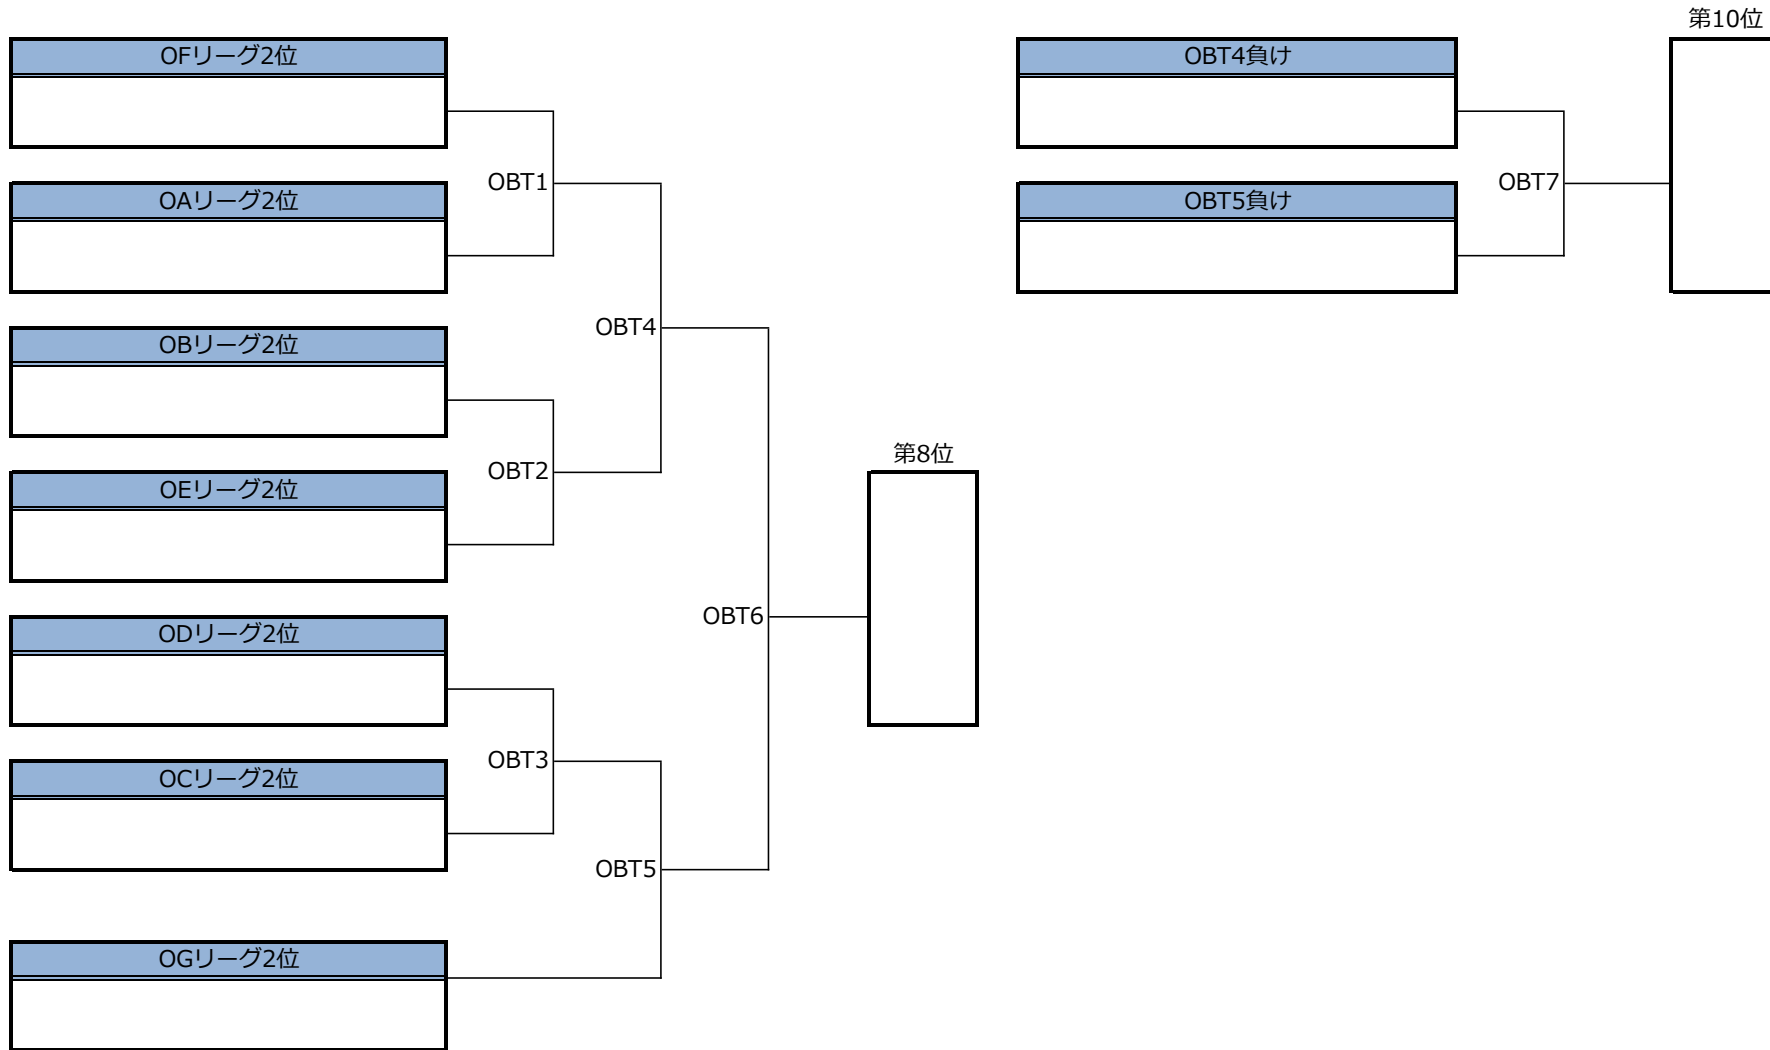 第10位
OFリーグ2位
OBT4負け
OBT1
OBT7
OAリーグ2位
OBT5負け
OBT4
OBリーグ2位
第8位
OBT2
OEリーグ2位
OBT6
ODリーグ2位
OBT3
OCリーグ2位
OBT5
OGリーグ2位